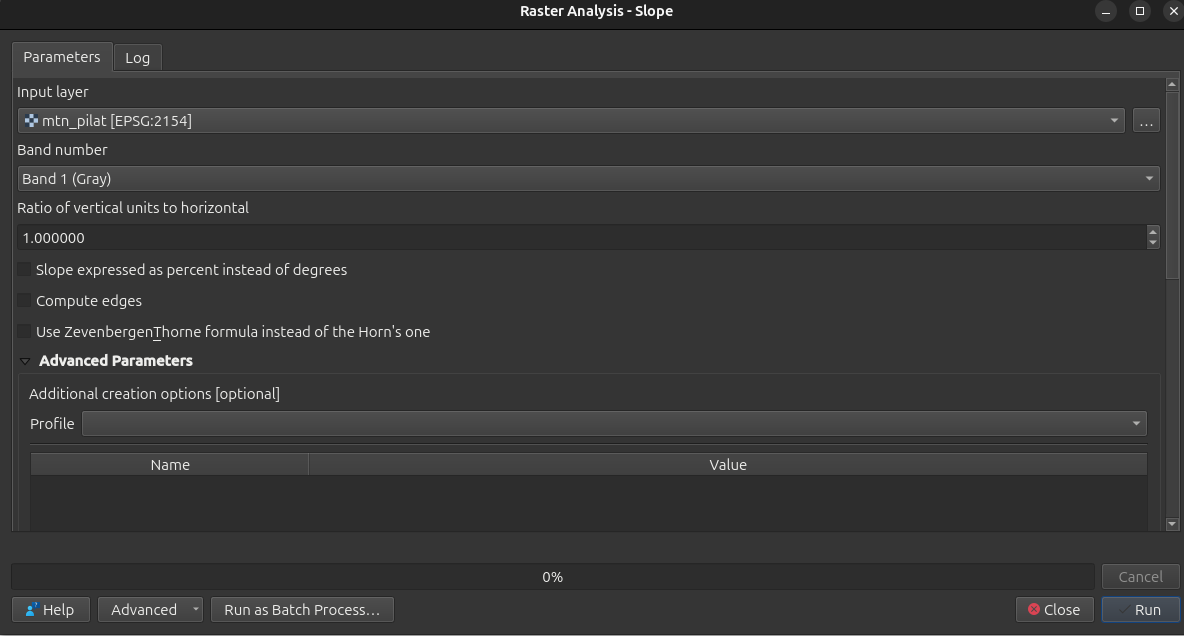 Raster Analysis - Slope
Parameters
Log
Input layer
mtn_pilat [EPSG:2154]
...
Band number
Band 1 (Gray)
Ratio of vertical units to horizontal
1.000000
Slope expressed as percent instead of degrees
Compute edges
Use ZevenbergenThorne formula instead of the Horn's one
Advanced Parameters
Additional creation options [optional]
Profile
Name Value
0%
Cancel
Help Advanced Run as Batch Process… Close Run